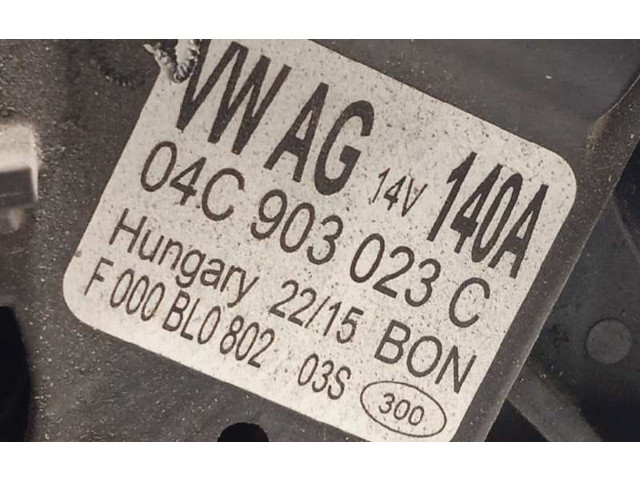 VW AG 14V 140A
04C 903 023 C
Hungary 22/15 BON
F 000 BL0 802 03S 300